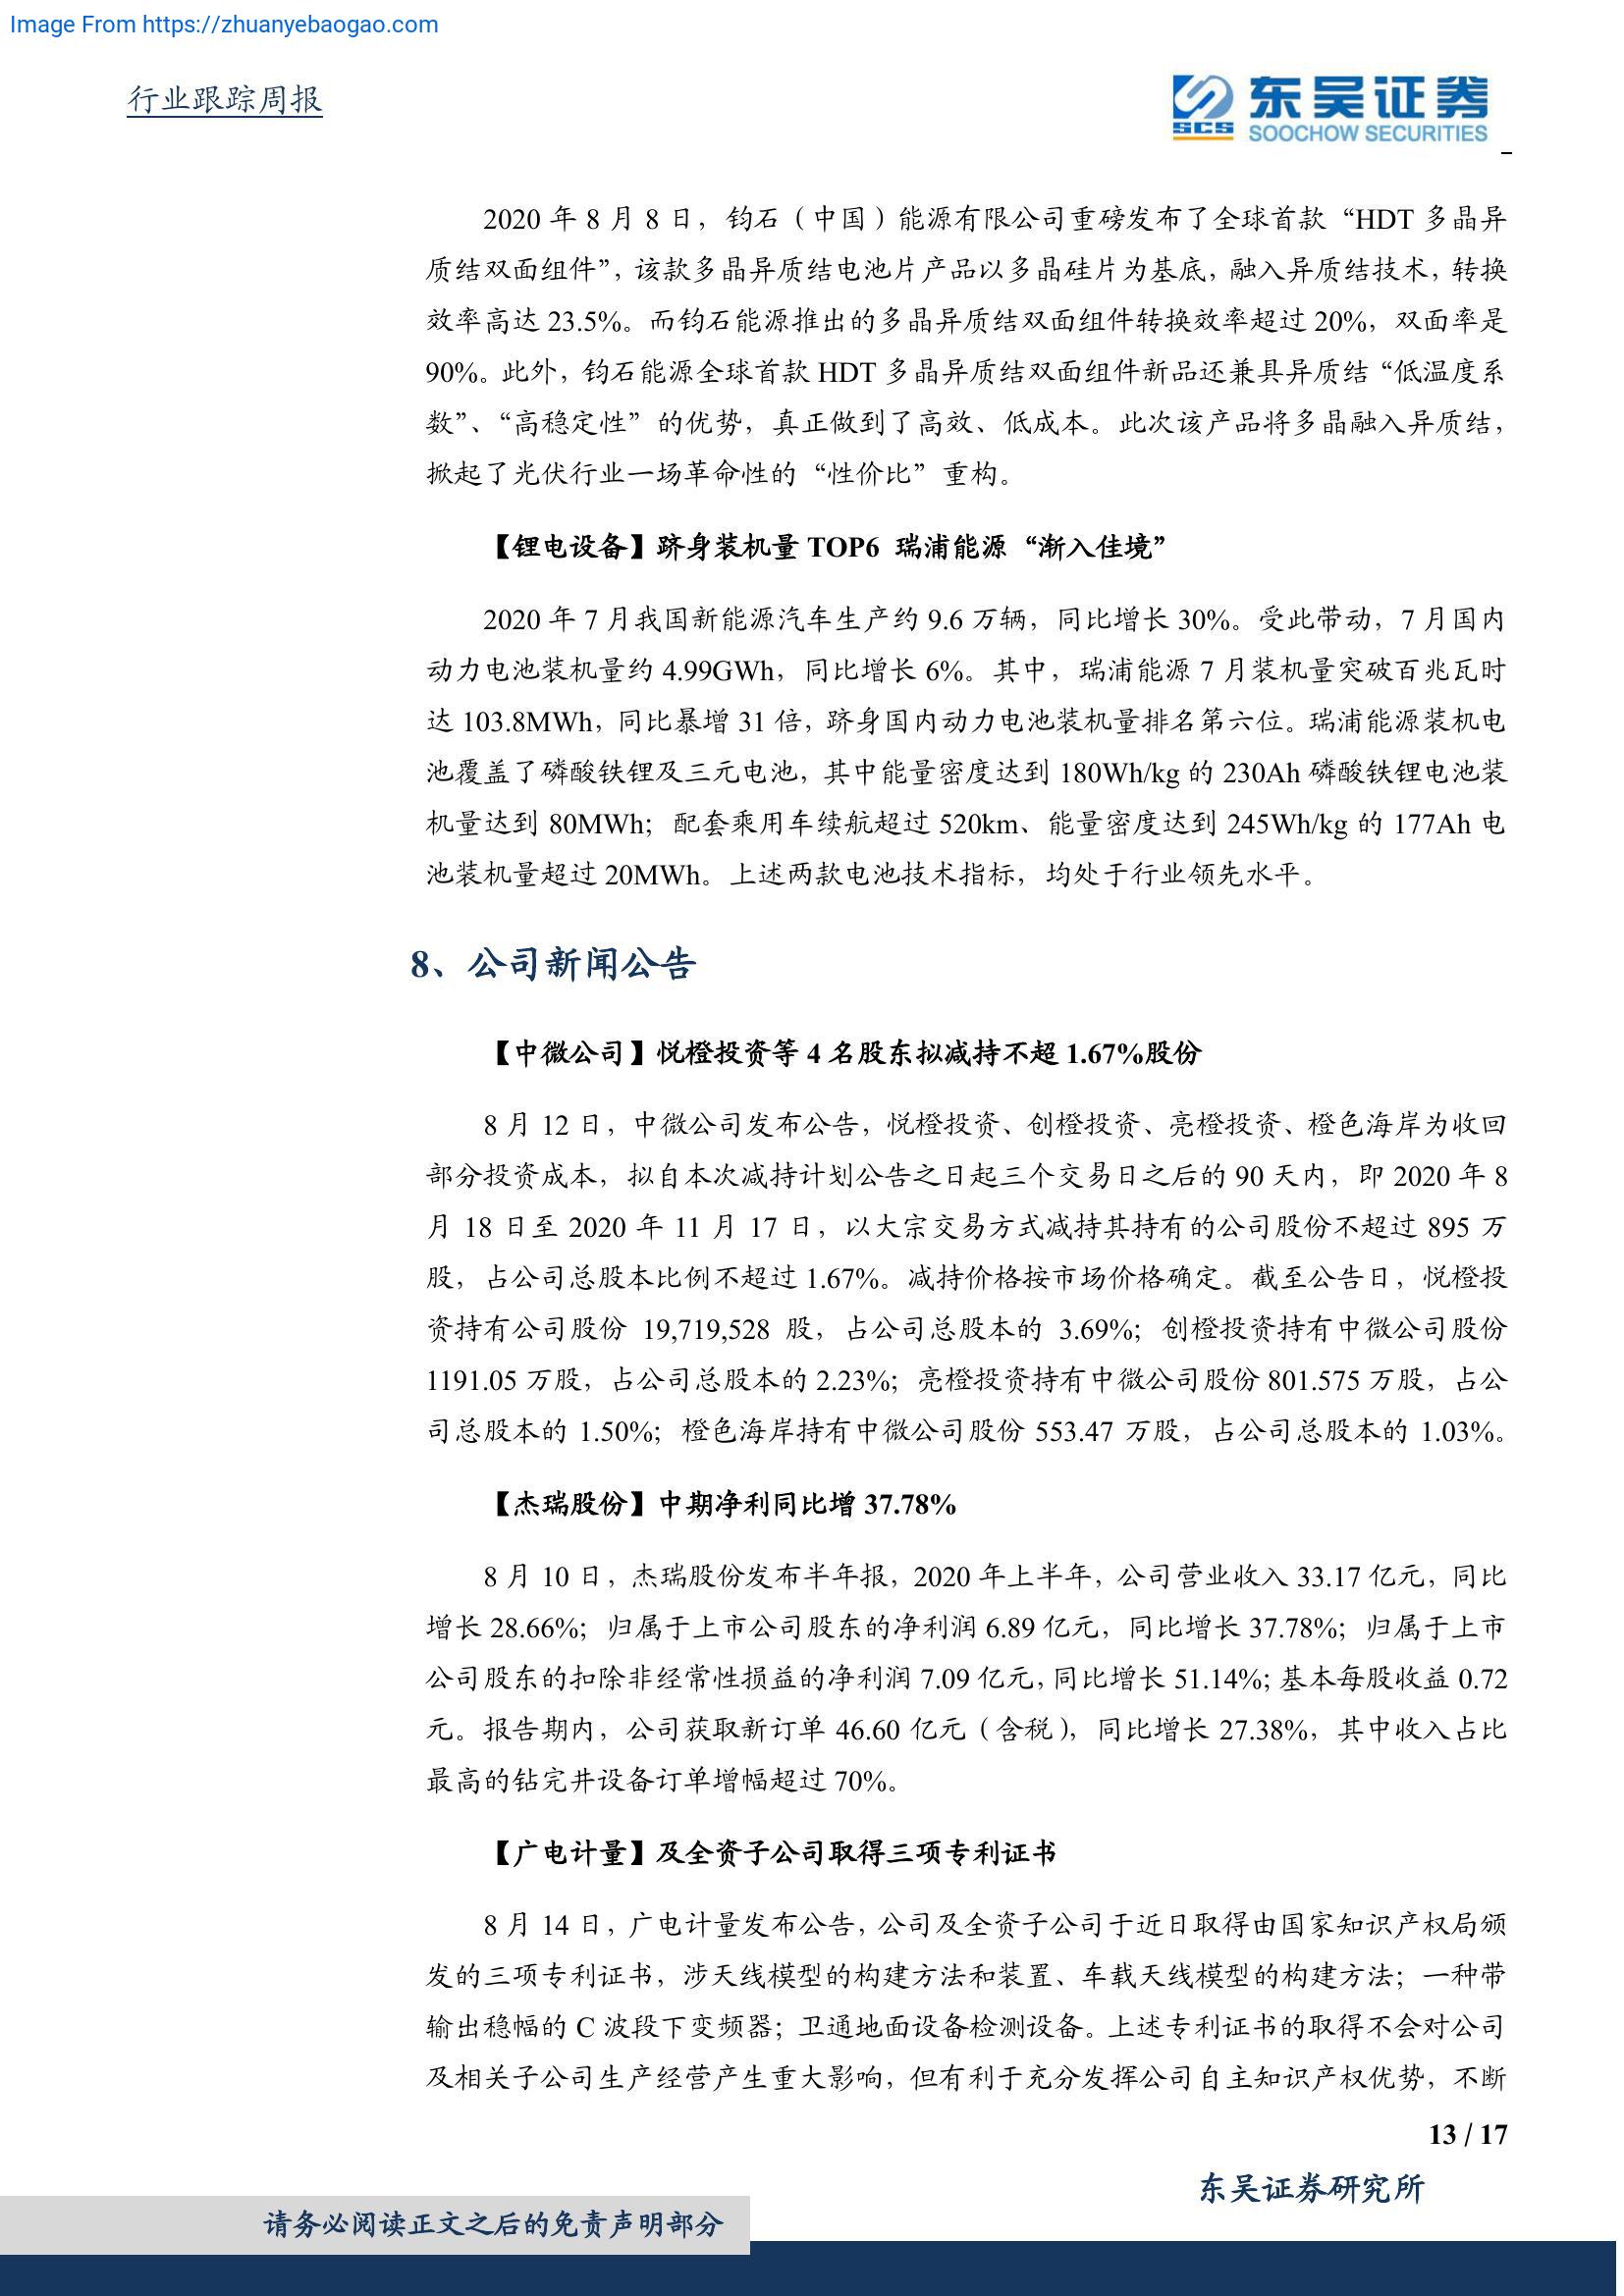 Image From https://zhuanyebaogao.com
行业跟踪周报
SCS
东吴证券
SOOCHOW SECURITIES
2020 年 8 月 8 日，钧石（中国）能源有限公司重磅发布了全球首款“HDT 多晶异
质结双面组件”，该款多晶异质结电池片产品以多晶硅片为基底，融入异质结技术，转换
效率高达 23.5%。而钧石能源推出的多晶异质结双面组件转换效率超过 20%，双面率是
90%。此外，钧石能源全球首款 HDT 多晶异质结双面组件新品还兼具异质结“低温度系
数”、“高稳定性”的优势，真正做到了高效、低成本。此次该产品将多晶融入异质结，
掀起了光伏行业一场革命性的“性价比”重构。
【锂电设备】跻身装机量 TOP6 瑞浦能源“渐入佳境”
2020 年 7 月我国新能源汽车生产约 9.6 万辆，同比增长 30%。受此带动，7 月国内
动力电池装机量约 4.99GWh，同比增长 6%。其中，瑞浦能源 7 月装机量突破百兆瓦时
达 103.8MWh，同比暴增 31 倍，跻身国内动力电池装机量排名第六位。瑞浦能源装机电
池覆盖了磷酸铁锂及三元电池，其中能量密度达到 180Wh/kg 的 230Ah 磷酸铁锂电池装
机量达到 80MWh；配套乘用车续航超过 520km、能量密度达到 245Wh/kg 的 177Ah 电
池装机量超过 20MWh。上述两款电池技术指标，均处于行业领先水平。
8、公司新闻公告
【中微公司】悦橙投资等 4 名股东拟减持不超 1.67%股份
8 月 12 日，中微公司发布公告，悦橙投资、创橙投资、亮橙投资、橙色海岸为收回
部分投资成本，拟自本次减持计划公告之日起三个交易日之后的 90 天内，即 2020 年 8
月 18 日至 2020 年 11 月 17 日，以大宗交易方式减持其持有的公司股份不超过 895 万
股，占公司总股本比例不超过 1.67%。减持价格按市场价格确定。截至公告日，悦橙投
资持有公司股份 19,719,528 股，占公司总股本的 3.69%；创橙投资持有中微公司股份
1191.05 万股，占公司总股本的 2.23%；亮橙投资持有中微公司股份 801.575 万股，占公
司总股本的 1.50%；橙色海岸持有中微公司股份 553.47 万股，占公司总股本的 1.03%。
【杰瑞股份】中期净利同比增 37.78%
8 月 10 日，杰瑞股份发布半年报，2020 年上半年，公司营业收入 33.17 亿元，同比
增长 28.66%；归属于上市公司股东的净利润 6.89 亿元，同比增长 37.78%；归属于上市
公司股东的扣除非经常性损益的净利润 7.09 亿元，同比增长 51.14%；基本每股收益 0.72
元。报告期内，公司获取新订单 46.60 亿元（含税），同比增长 27.38%，其中收入占比
最高的钻完井设备订单增幅超过 70%。
【广电计量】及全资子公司取得三项专利证书
8 月 14 日，广电计量发布公告，公司及全资子公司于近日取得由国家知识产权局颁
发的三项专利证书，涉天线模型的构建方法和装置、车载天线模型的构建方法；一种带
输出稳幅的 C 波段下变频器；卫通地面设备检测设备。上述专利证书的取得不会对公司
及相关子公司生产经营产生重大影响，但有利于充分发挥公司自主知识产权优势，不断
13 / 17
东吴证券研究所
请务必阅读正文之后的免责声明部分